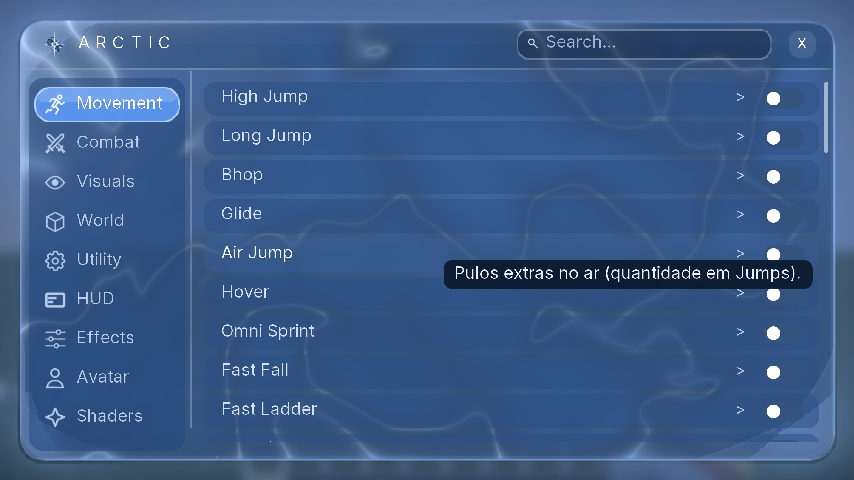 ARCTIC
Search...
X
Movement
Combat
Visuals
World
Utility
HUD
Effects
Avatar
Shaders
High Jump >
Long Jump >
Bhop >
Glide >
Air Jump >
Pulos extras no ar (quantidade em Jumps).
Hover >
Omni Sprint >
Fast Fall >
Fast Ladder >